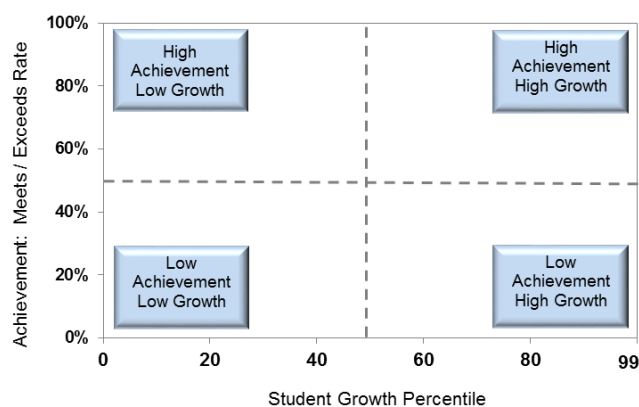 100%
80%
60%
40%
20%
0%
Achievement:  Meets / Exceeds Rate
High
Achievement
Low Growth
High
Achievement
High Growth
Low
Achievement
Low Growth
Low
Achievement
High Growth
0 20 40 60 80 99
Student Growth Percentile